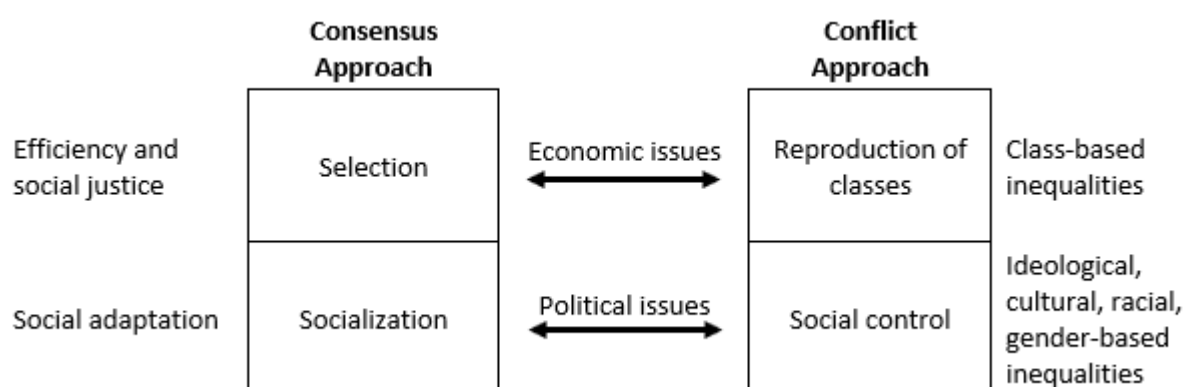 Consensus
Approach
Conflict
Approach
Efficiency and
social justice
Selection
Economic issues
Reproduction of
classes
Class-based
inequalities
Social adaptation
Socialization
Political issues
Social control
Ideological,
cultural, racial,
gender-based
inequalities